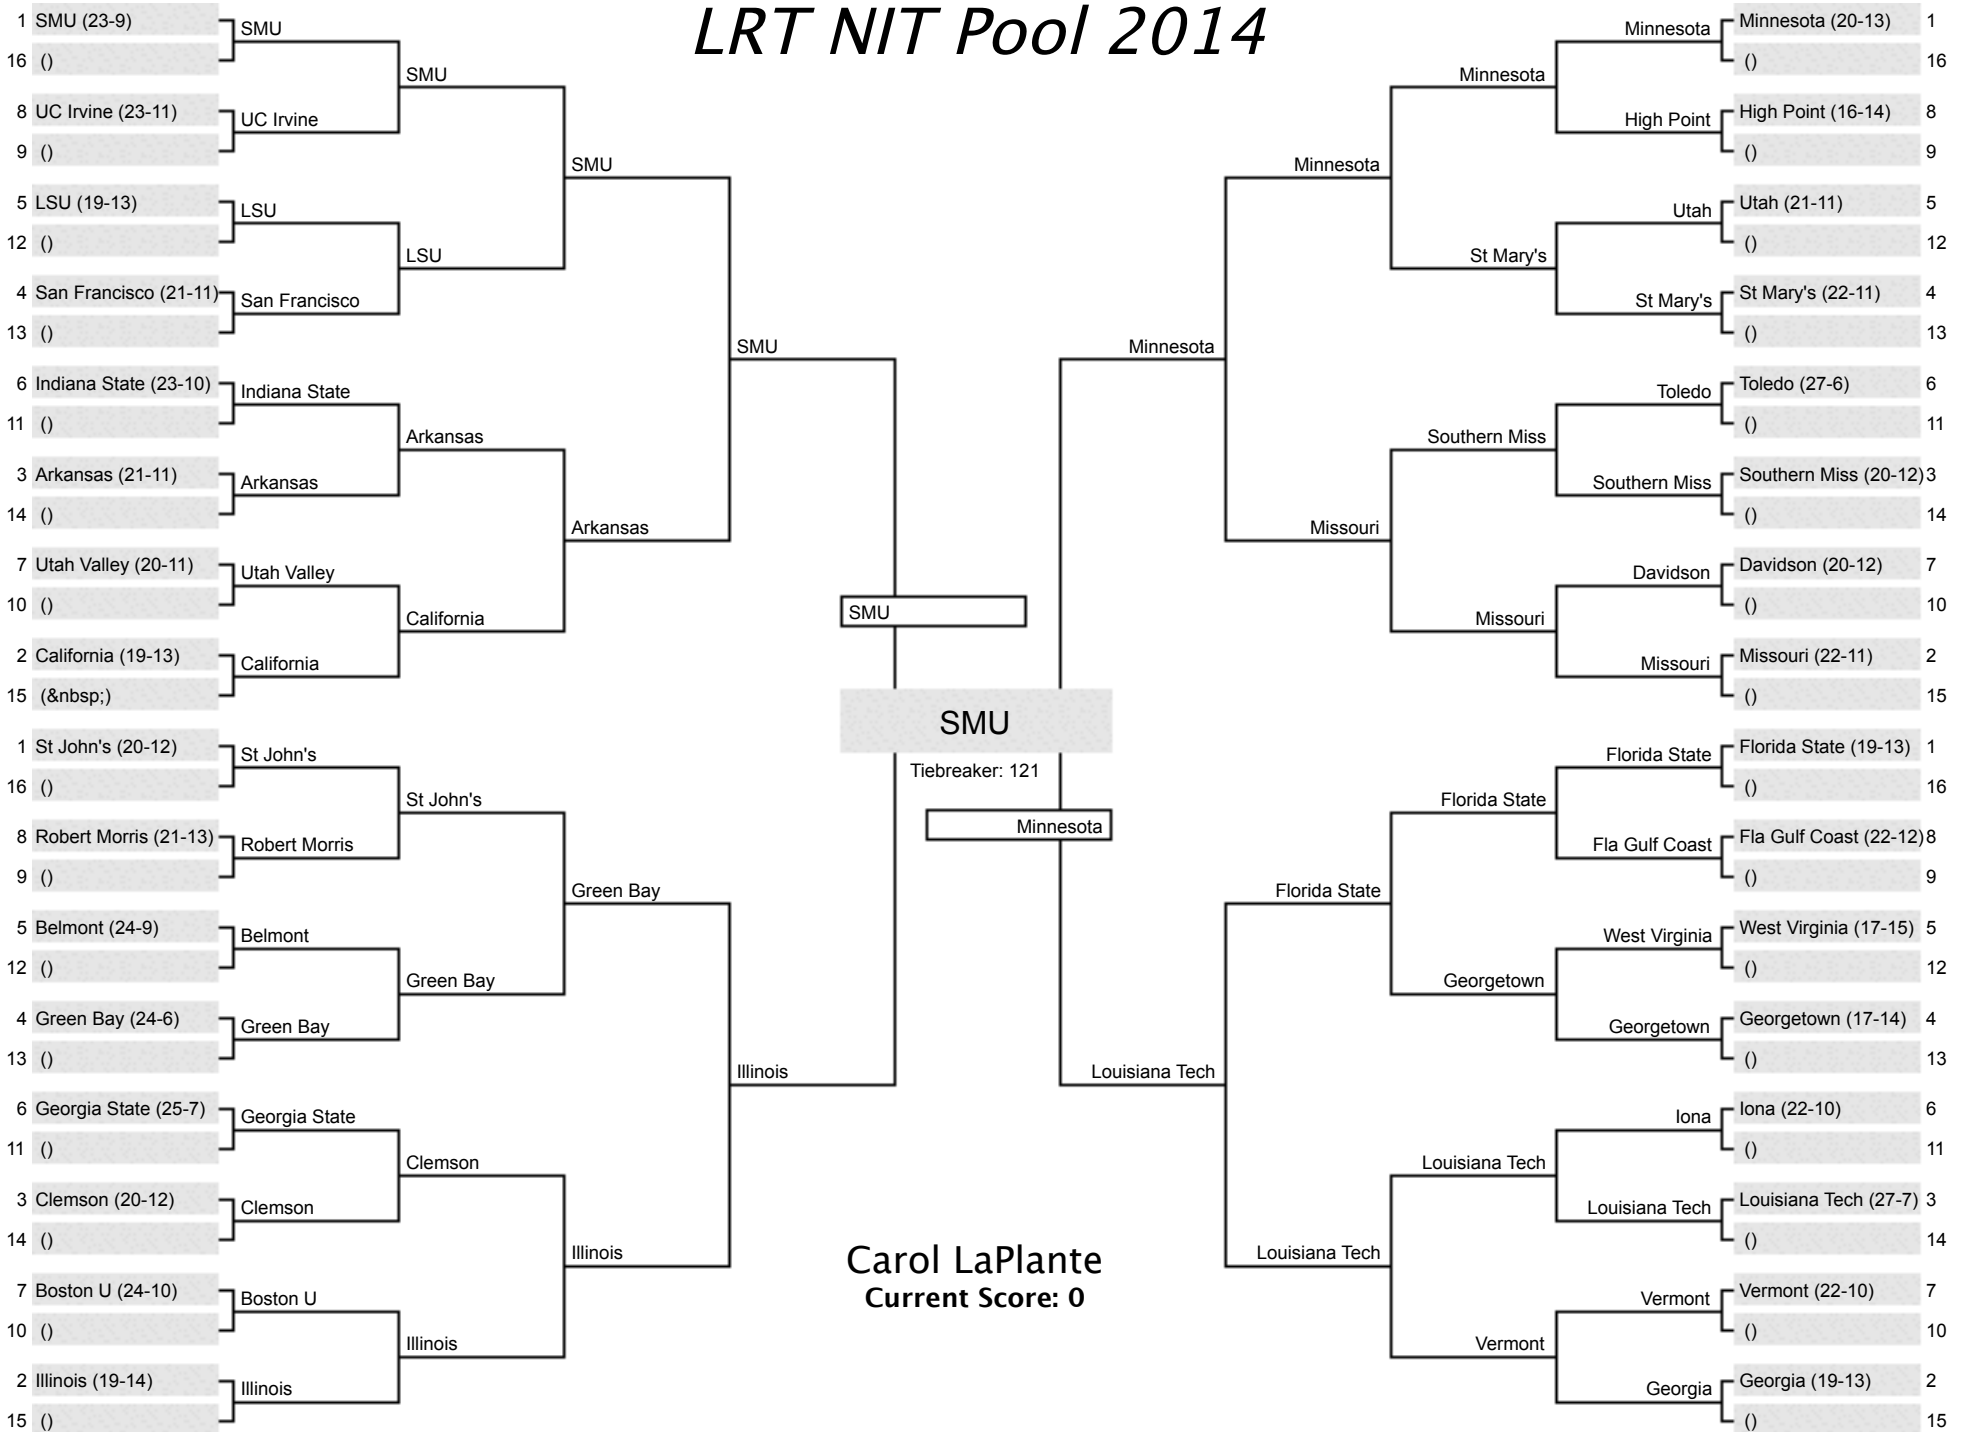 LRT NIT Pool 2014
1 SMU (23-9)
SMU
16 ()
SMU
8 UC Irvine (23-11)
UC Irvine
9 ()
SMU
5 LSU (19-13)
LSU
12 ()
LSU
4 San Francisco (21-11)
San Francisco
13 ()
SMU
6 Indiana State (23-10)
Indiana State
11 ()
Arkansas
3 Arkansas (21-11)
Arkansas
14 ()
Arkansas
7 Utah Valley (20-11)
Utah Valley
10 ()
California
2 California (19-13)
California
15 (&nbsp;)
1 St John's (20-12)
St John's
16 ()
St John's
8 Robert Morris (21-13)
Robert Morris
9 ()
Green Bay
5 Belmont (24-9)
Belmont
12 ()
Green Bay
4 Green Bay (24-6)
Green Bay
13 ()
Illinois
6 Georgia State (25-7)
Georgia State
11 ()
Clemson
3 Clemson (20-12)
Clemson
14 ()
Illinois
7 Boston U (24-10)
Boston U
10 ()
Illinois
2 Illinois (19-14)
Illinois
15 ()
SMU
SMU
Tiebreaker: 121
Minnesota
Carol LaPlante
Current Score: 0
Minnesota (20-13) 1
Minnesota
() 16
Minnesota
High Point (16-14) 8
High Point
() 9
Minnesota
Utah (21-11) 5
Utah
() 12
St Mary's
St Mary's (22-11) 4
St Mary's
() 13
Minnesota
Toledo (27-6) 6
Toledo
() 11
Southern Miss
Southern Miss (20-12) 3
Southern Miss
() 14
Missouri
Davidson (20-12) 7
Davidson
() 10
Missouri
Missouri (22-11) 2
Missouri
() 15
Florida State (19-13) 1
Florida State
() 16
Florida State
Fla Gulf Coast (22-12) 8
Fla Gulf Coast
() 9
Florida State
West Virginia (17-15) 5
West Virginia
() 12
Georgetown
Georgetown (17-14) 4
Georgetown
() 13
Louisiana Tech
Iona (22-10) 6
Iona
() 11
Louisiana Tech
Louisiana Tech (27-7) 3
Louisiana Tech
() 14
Louisiana Tech
Vermont (22-10) 7
Vermont
() 10
Vermont
Georgia (19-13) 2
Georgia
() 15